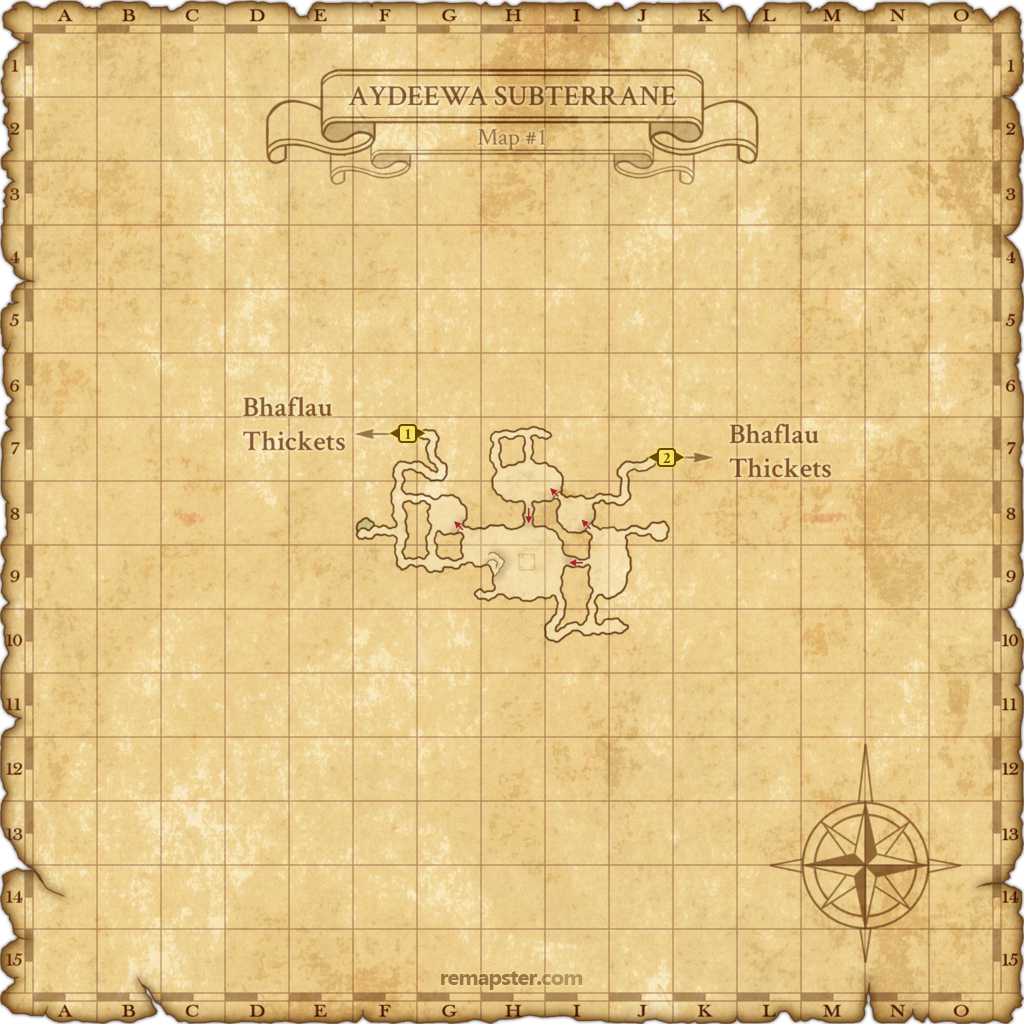 A B C D E F G H I J K L M N O
1 1
AYDEEWA SUBTERRANE
2 2
Map #1
3 3
4 4
5 5
6 6
Bhaflau
Thickets
1
7 7
2
Bhaflau
Thickets
8 8
9 9
10 10
11 11
12 12
13 13
14 14
15 15
remapster.com
A B C D E F G H I J K L M N O